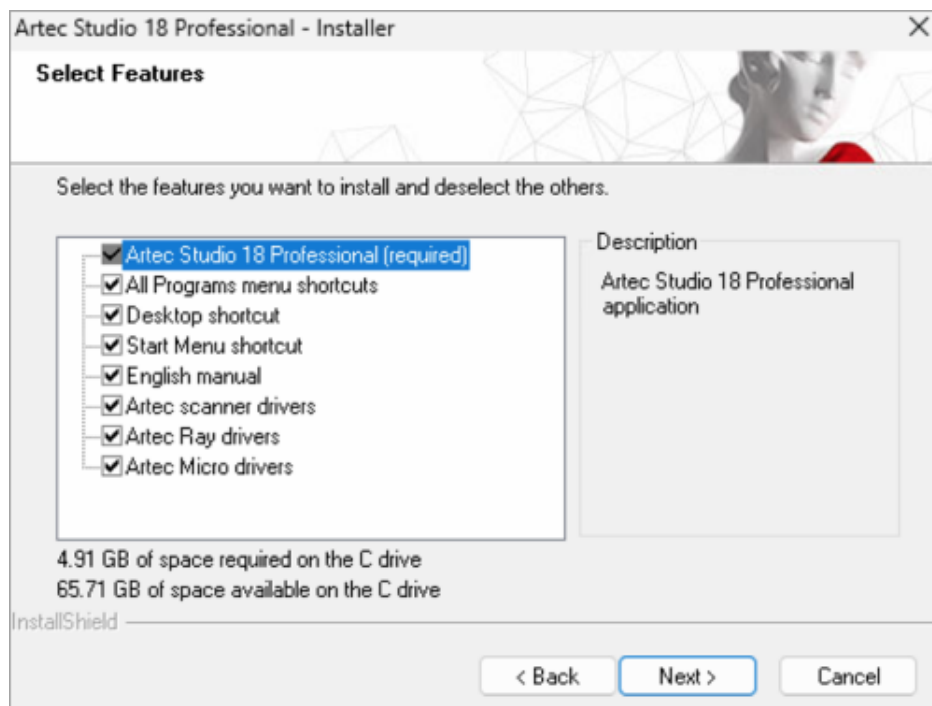 Artec Studio 18 Professional - Installer
Select Features
Select the features you want to install and deselect the others.
Artec Studio 18 Professional (required)
All Programs menu shortcuts
Desktop shortcut
Start Menu shortcut
English manual
Artec scanner drivers
Artec Ray drivers
Artec Micro drivers
Description
Artec Studio 18 Professional
application
4.91 GB of space required on the C drive
65.71 GB of space available on the C drive
InstallShield
< Back
Next >
Cancel